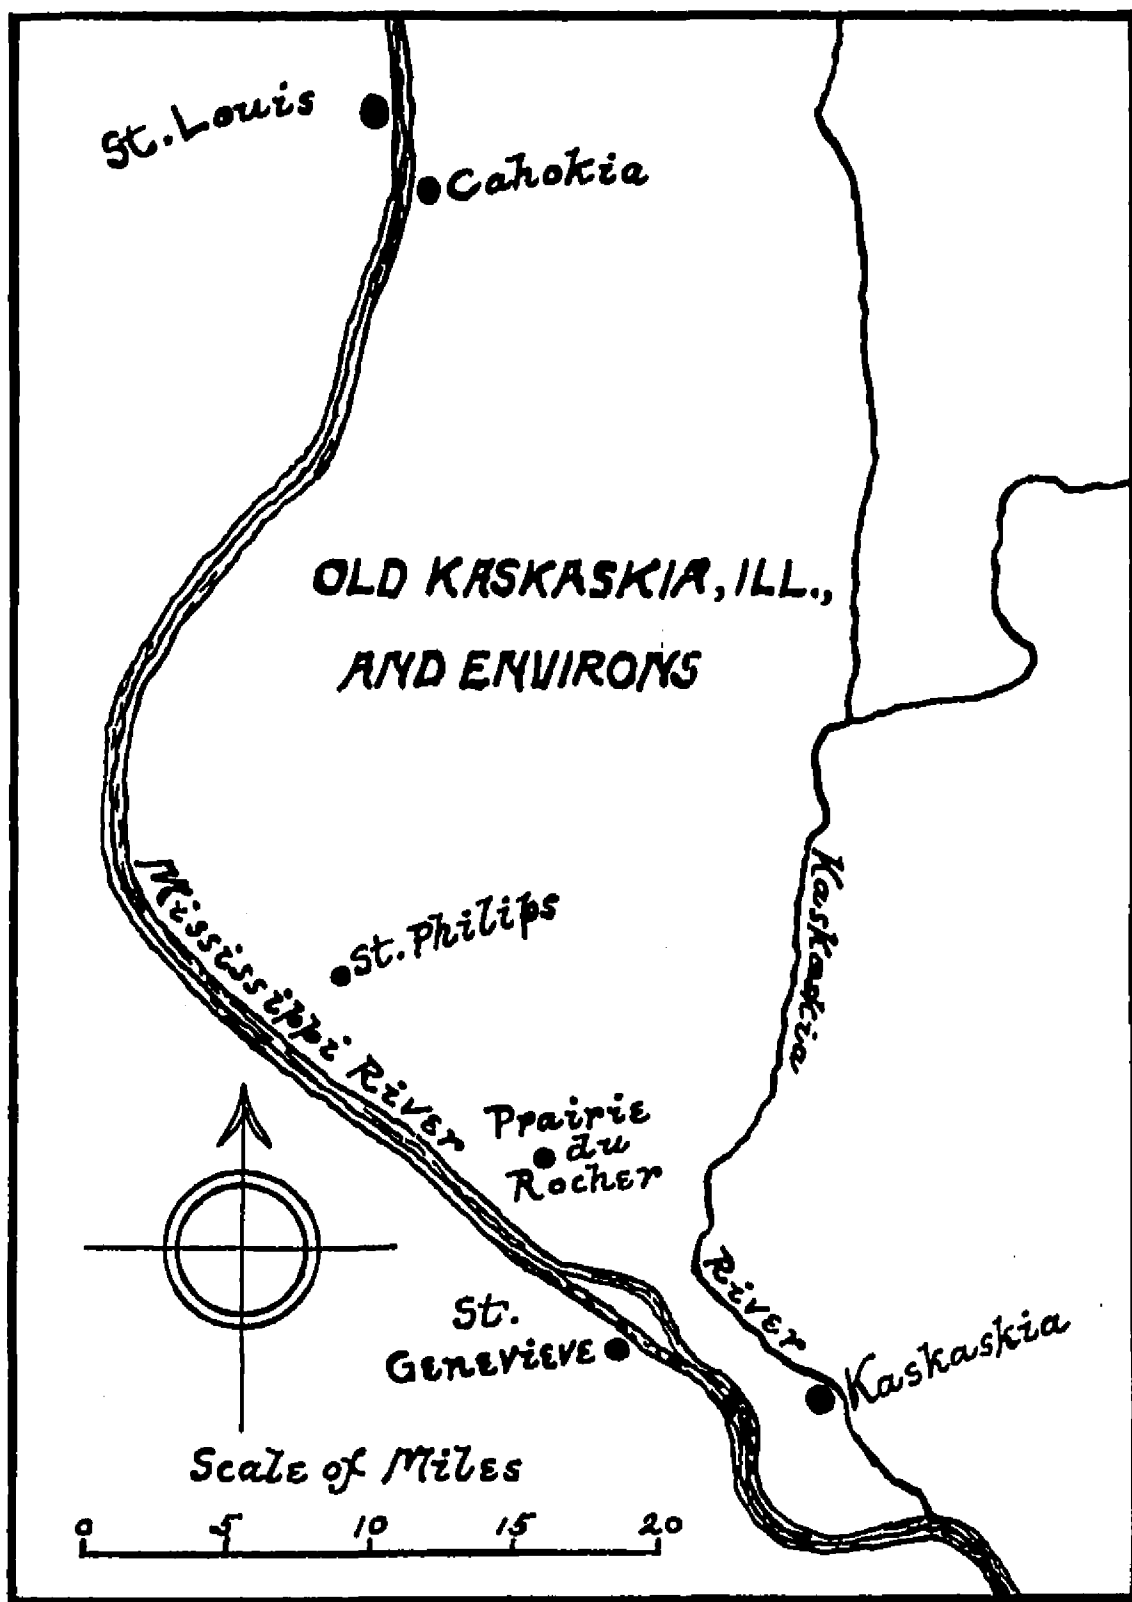 St. Louis
Cahokia
OLD KASKASKIA, ILL.,
AND ENVIRONS
Mississippi River
St. Philips
Kaskaskia River
Prairie
du
Rocher
St.
Genevieve
Kaskaskia
Scale of Miles
0 5 10 15 20